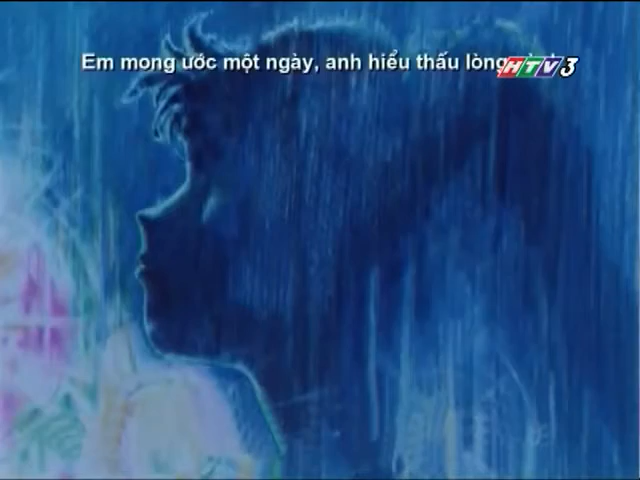 Em mong ước một ngày, anh hiểu thấu lòng
HTV3